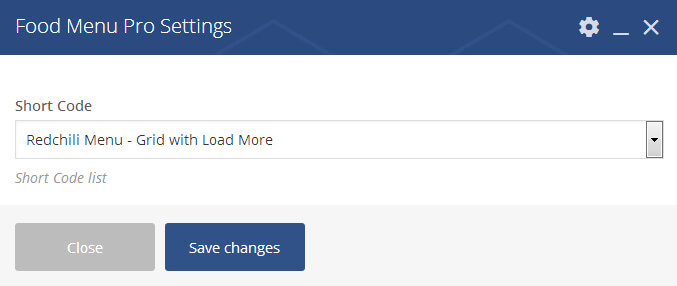 Food Menu Pro Settings
Short Code
Redchili Menu - Grid with Load More
Short Code list
Close Save changes